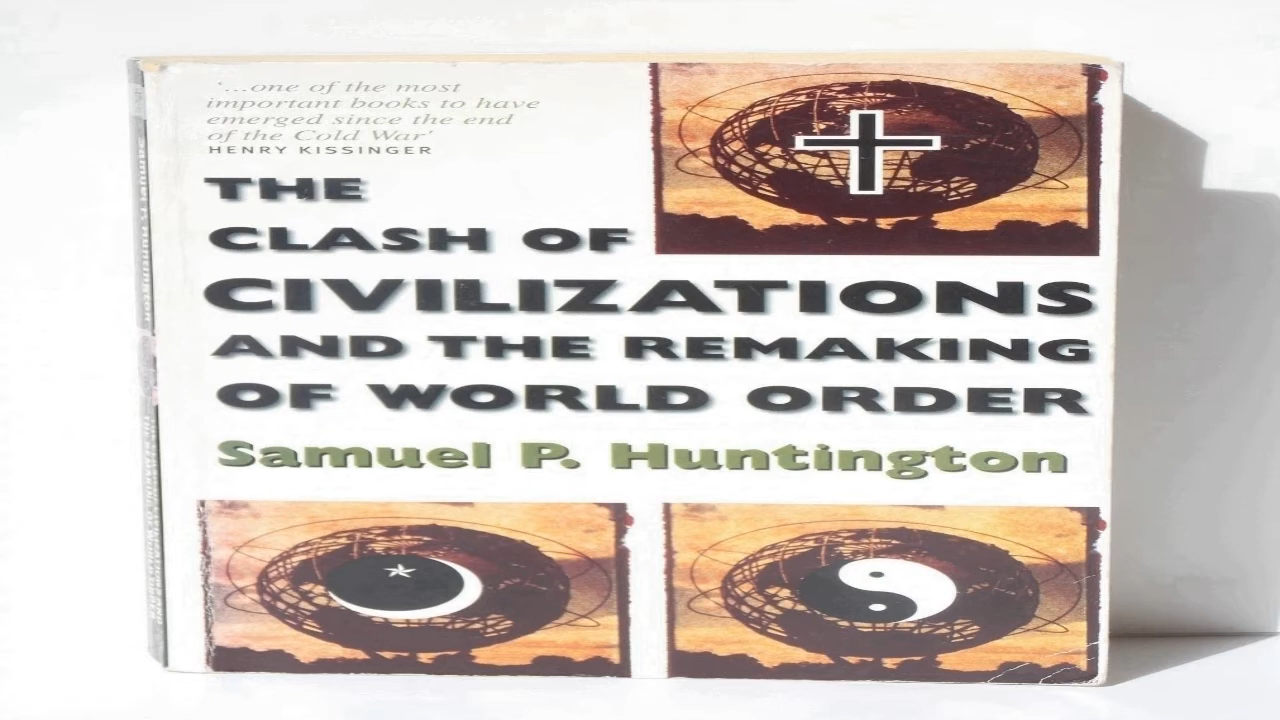 '...one of the most
important books to have
emerged since the end
of the Cold War'
HENRY KISSINGER
THE
CLASH OF
CIVILIZATIONS
AND THE REMAKING
OF WORLD ORDER
Samuel P. Huntington